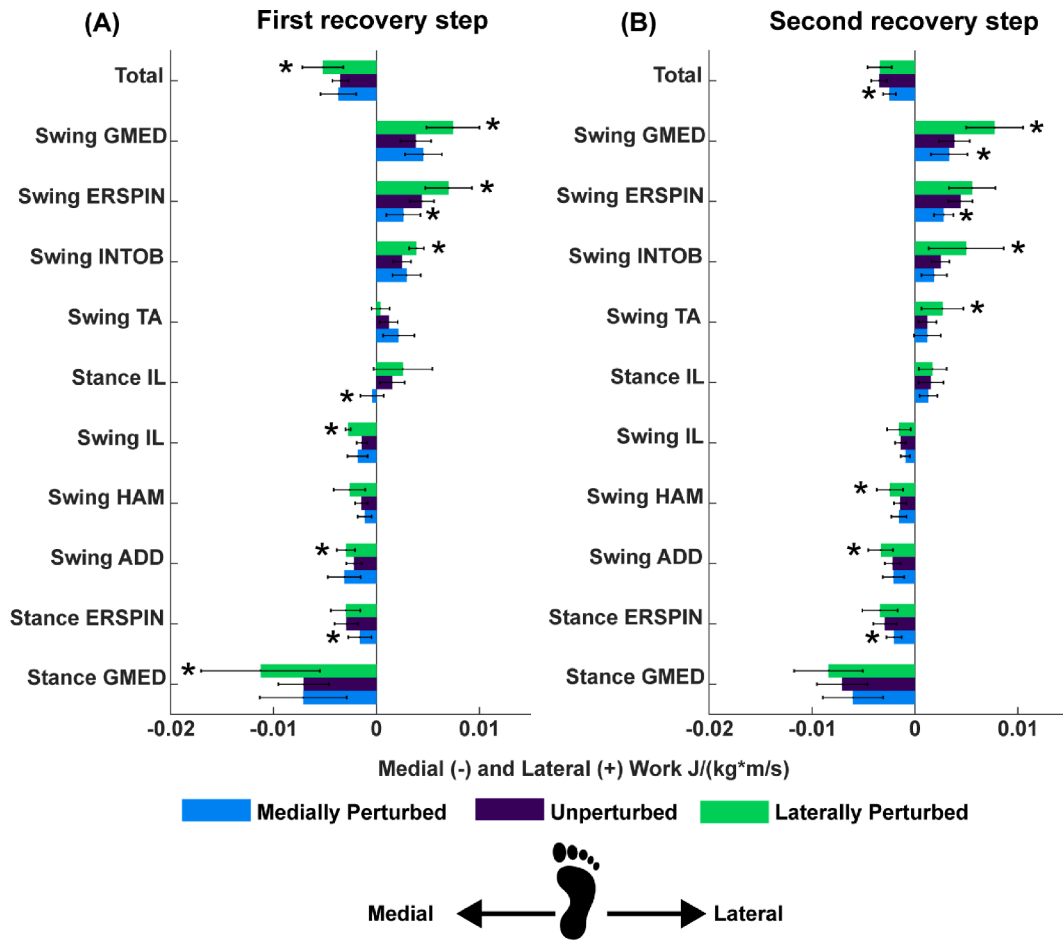 (A) First recovery step
Total
Swing GMED
Swing ERSPIN
Swing INTOB
Swing TA
Stance IL
Swing IL
Swing HAM
Swing ADD
Stance ERSPIN
Stance GMED
* * * * * * * * * *
-0.02 -0.01 0 0.01
(B) Second recovery step
Total
Swing GMED
Swing ERSPIN
Swing INTOB
Swing TA
Stance IL
Swing IL
Swing HAM
Swing ADD
Stance ERSPIN
Stance GMED
* * * * * * * * *
-0.02 -0.01 0 0.01
Medial (-) and Lateral (+) Work J/(kg*m/s)
Medially Perturbed Unperturbed Laterally Perturbed
Medial Lateral